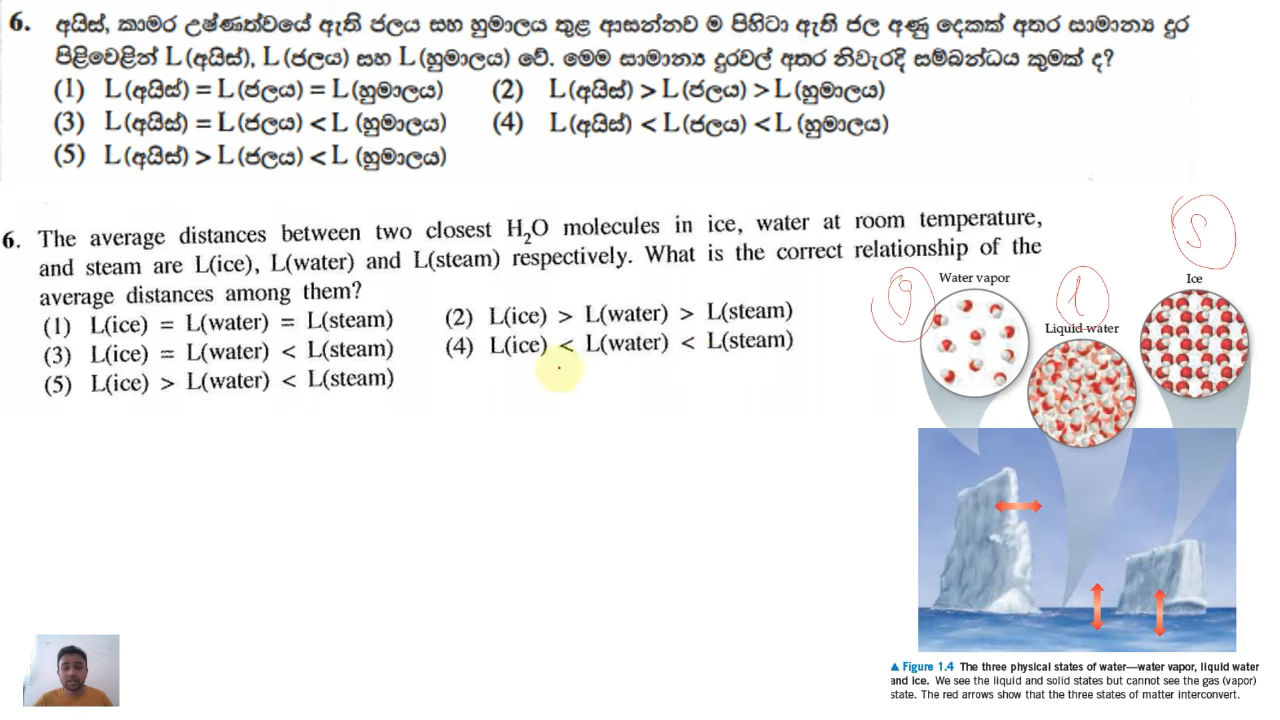 6. අයිස්, කාමර උෂ්ණත්වයේ ඇති ජලය සහ හුමාලය තුළ ආසන්නව ම පිහිටා ඇති ජල අණු දෙකක් අතර සාමාන්‍ය දුර
පිළිවෙළින් L(අයිස්), L(ජලය) සහ L(හුමාලය) වේ. මෙම සාමාන්‍ය දුරවල් අතර නිවැරදි සම්බන්ධය කුමක් ද?
(1) L(අයිස්) = L(ජලය) = L(හුමාලය) (2) L(අයිස්) > L(ජලය) > L(හුමාලය)
(3) L(අයිස්) = L(ජලය) < L (හුමාලය) (4) L(අයිස්) < L(ජලය) < L (හුමාලය)
(5) L(අයිස්) > L(ජලය) < L (හුමාලය)
6. The average distances between two closest H₂O molecules in ice, water at room temperature,
and steam are L(ice), L(water) and L(steam) respectively. What is the correct relationship of the
average distances among them?
(1) L(ice) = L(water) = L(steam) (2) L(ice) > L(water) > L(steam)
(3) L(ice) = L(water) < L(steam) (4) L(ice) < L(water) < L(steam)
(5) L(ice) > L(water) < L(steam)
g
l
s
Water vapor
Liquid water
Ice
▲ Figure 1.4 The three physical states of water—water vapor, liquid water
and ice. We see the liquid and solid states but cannot see the gas (vapor)
state. The red arrows show that the three states of matter interconvert.